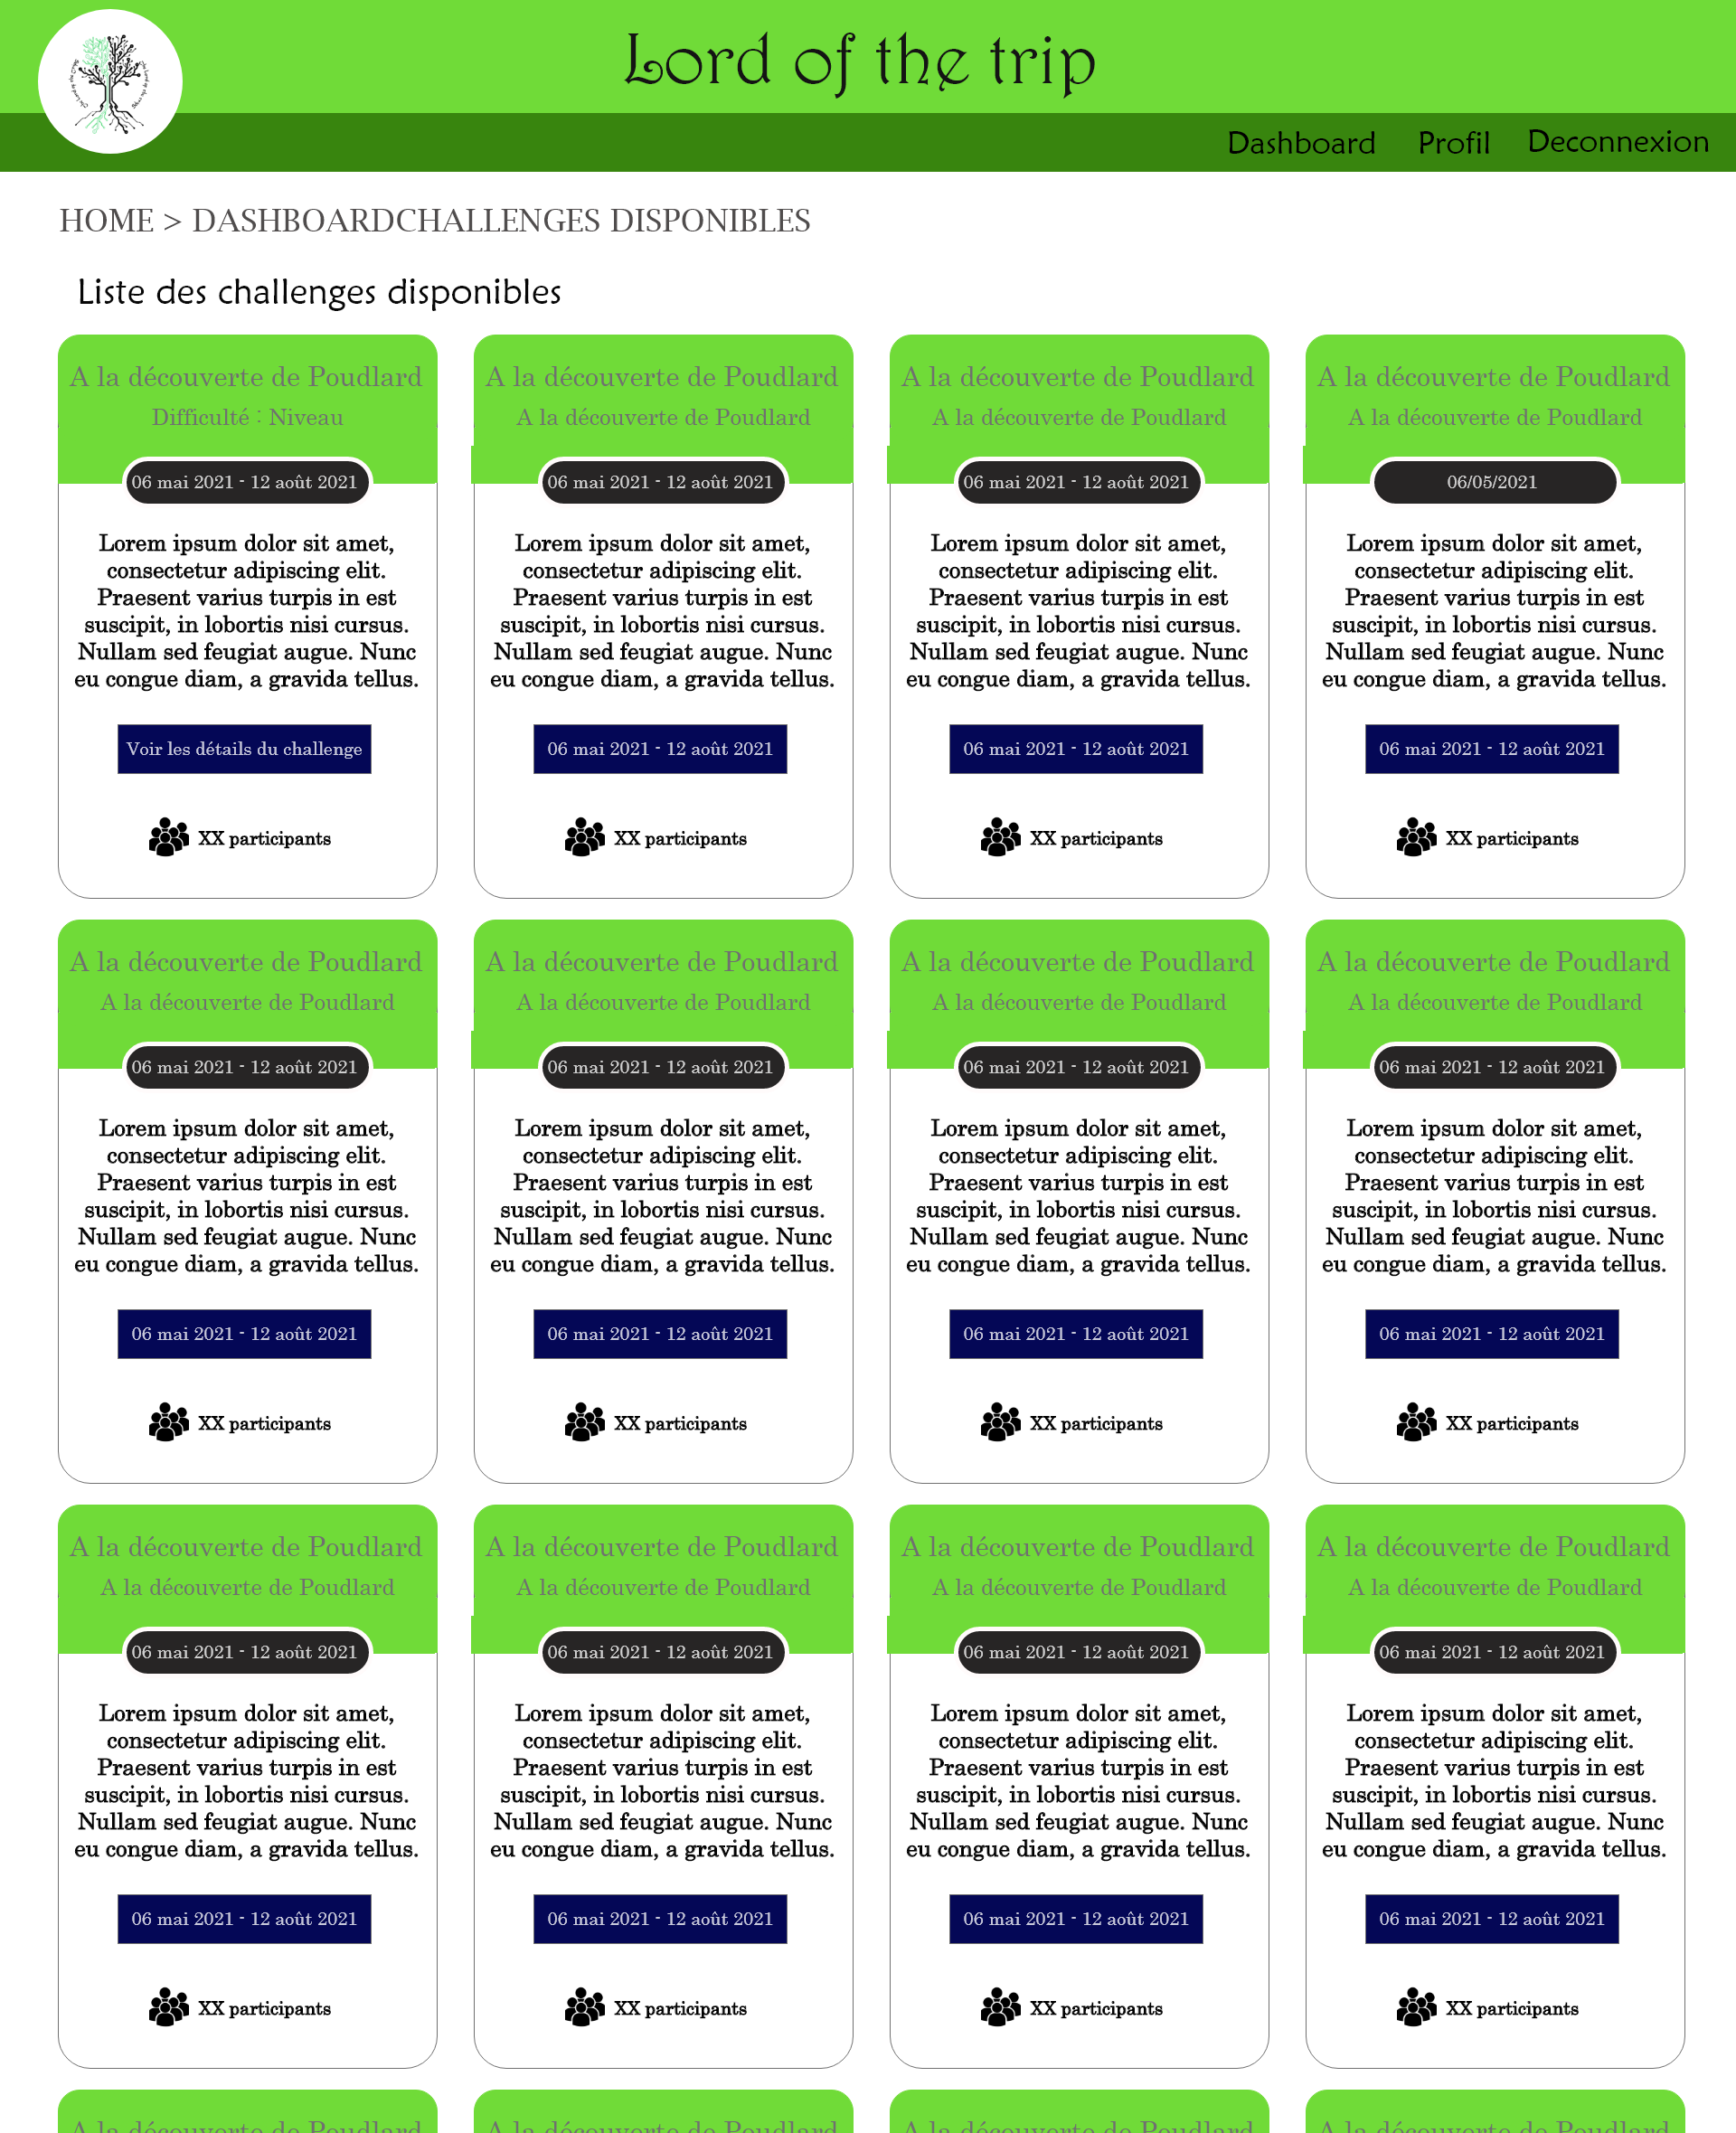 Lord of the trip
Dashboard Profil Deconnexion
HOME > DASHBOARDCHALLENGES DISPONIBLES
Liste des challenges disponibles
A la découverte de Poudlard
Difficulté : Niveau
06 mai 2021 - 12 août 2021
Lorem ipsum dolor sit amet,
consectetur adipiscing elit.
Praesent varius turpis in est
suscipit, in lobortis nisi cursus.
Nullam sed feugiat augue. Nunc
eu congue diam, a gravida tellus.
Voir les détails du challenge
XX participants
A la découverte de Poudlard
A la découverte de Poudlard
06 mai 2021 - 12 août 2021
Lorem ipsum dolor sit amet,
consectetur adipiscing elit.
Praesent varius turpis in est
suscipit, in lobortis nisi cursus.
Nullam sed feugiat augue. Nunc
eu congue diam, a gravida tellus.
06 mai 2021 - 12 août 2021
XX participants
A la découverte de Poudlard
A la découverte de Poudlard
06 mai 2021 - 12 août 2021
Lorem ipsum dolor sit amet,
consectetur adipiscing elit.
Praesent varius turpis in est
suscipit, in lobortis nisi cursus.
Nullam sed feugiat augue. Nunc
eu congue diam, a gravida tellus.
06 mai 2021 - 12 août 2021
XX participants
A la découverte de Poudlard
A la découverte de Poudlard
06/05/2021
Lorem ipsum dolor sit amet,
consectetur adipiscing elit.
Praesent varius turpis in est
suscipit, in lobortis nisi cursus.
Nullam sed feugiat augue. Nunc
eu congue diam, a gravida tellus.
06 mai 2021 - 12 août 2021
XX participants
A la découverte de Poudlard
A la découverte de Poudlard
06 mai 2021 - 12 août 2021
Lorem ipsum dolor sit amet,
consectetur adipiscing elit.
Praesent varius turpis in est
suscipit, in lobortis nisi cursus.
Nullam sed feugiat augue. Nunc
eu congue diam, a gravida tellus.
06 mai 2021 - 12 août 2021
XX participants
A la découverte de Poudlard
A la découverte de Poudlard
06 mai 2021 - 12 août 2021
Lorem ipsum dolor sit amet,
consectetur adipiscing elit.
Praesent varius turpis in est
suscipit, in lobortis nisi cursus.
Nullam sed feugiat augue. Nunc
eu congue diam, a gravida tellus.
06 mai 2021 - 12 août 2021
XX participants
A la découverte de Poudlard
A la découverte de Poudlard
06 mai 2021 - 12 août 2021
Lorem ipsum dolor sit amet,
consectetur adipiscing elit.
Praesent varius turpis in est
suscipit, in lobortis nisi cursus.
Nullam sed feugiat augue. Nunc
eu congue diam, a gravida tellus.
06 mai 2021 - 12 août 2021
XX participants
A la découverte de Poudlard
A la découverte de Poudlard
06 mai 2021 - 12 août 2021
Lorem ipsum dolor sit amet,
consectetur adipiscing elit.
Praesent varius turpis in est
suscipit, in lobortis nisi cursus.
Nullam sed feugiat augue. Nunc
eu congue diam, a gravida tellus.
06 mai 2021 - 12 août 2021
XX participants
A la découverte de Poudlard
A la découverte de Poudlard
06 mai 2021 - 12 août 2021
Lorem ipsum dolor sit amet,
consectetur adipiscing elit.
Praesent varius turpis in est
suscipit, in lobortis nisi cursus.
Nullam sed feugiat augue. Nunc
eu congue diam, a gravida tellus.
06 mai 2021 - 12 août 2021
XX participants
A la découverte de Poudlard
A la découverte de Poudlard
06 mai 2021 - 12 août 2021
Lorem ipsum dolor sit amet,
consectetur adipiscing elit.
Praesent varius turpis in est
suscipit, in lobortis nisi cursus.
Nullam sed feugiat augue. Nunc
eu congue diam, a gravida tellus.
06 mai 2021 - 12 août 2021
XX participants
A la découverte de Poudlard
A la découverte de Poudlard
06 mai 2021 - 12 août 2021
Lorem ipsum dolor sit amet,
consectetur adipiscing elit.
Praesent varius turpis in est
suscipit, in lobortis nisi cursus.
Nullam sed feugiat augue. Nunc
eu congue diam, a gravida tellus.
06 mai 2021 - 12 août 2021
XX participants
A la découverte de Poudlard
A la découverte de Poudlard
06 mai 2021 - 12 août 2021
Lorem ipsum dolor sit amet,
consectetur adipiscing elit.
Praesent varius turpis in est
suscipit, in lobortis nisi cursus.
Nullam sed feugiat augue. Nunc
eu congue diam, a gravida tellus.
06 mai 2021 - 12 août 2021
XX participants
A la découverte de Poudlard
A la découverte de Poudlard
A la découverte de Poudlard
A la découverte de Poudlard